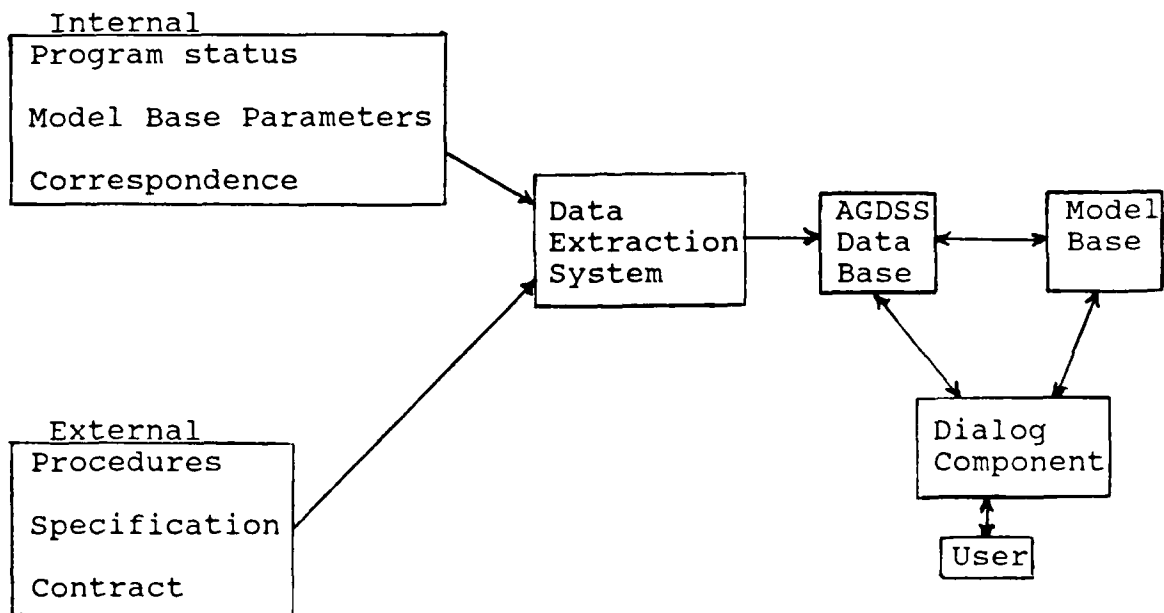 Internal
Program status
Model Base Parameters
Correspondence
Data
Extraction
System
AGDSS
Data
Base
Model
Base
External
Procedures
Specification
Contract
Dialog
Component
User